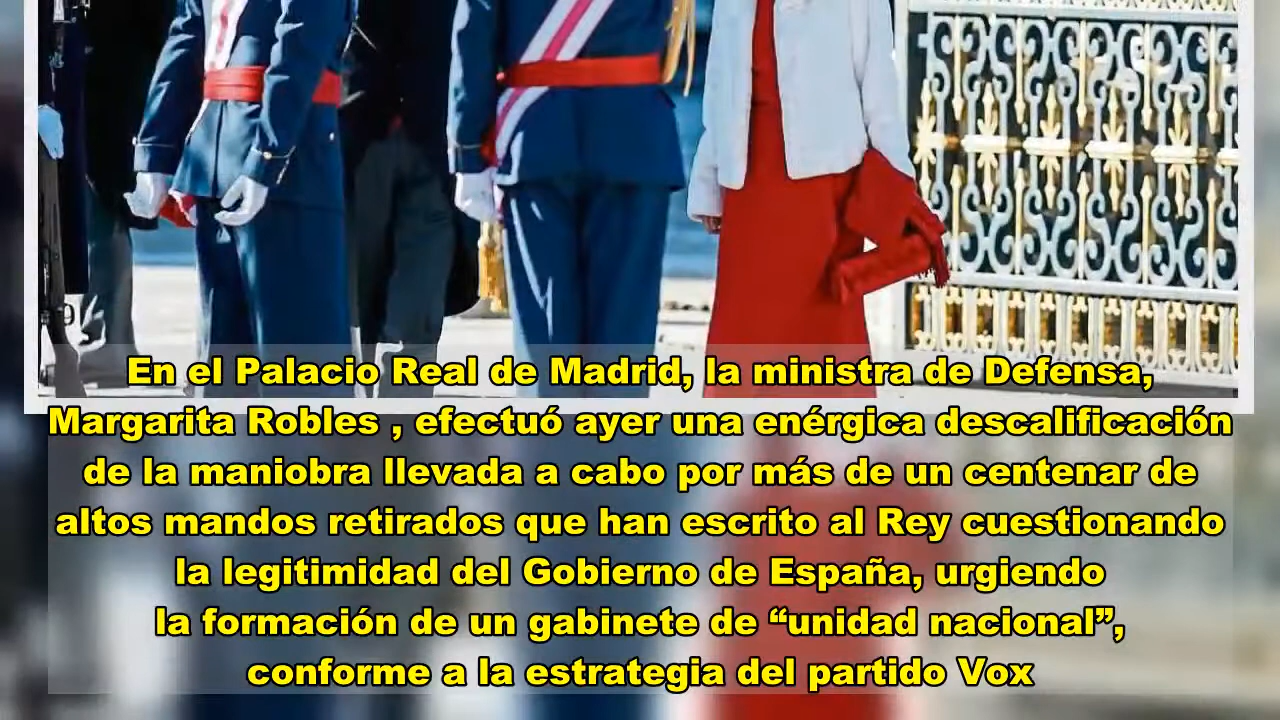 En el Palacio Real de Madrid, la ministra de Defensa,
Margarita Robles , efectuó ayer una enérgica descalificación
de la maniobra llevada a cabo por más de un centenar de
altos mandos retirados que han escrito al Rey cuestionando
la legitimidad del Gobierno de España, urgiendo
la formación de un gabinete de “unidad nacional”,
conforme a la estrategia del partido Vox